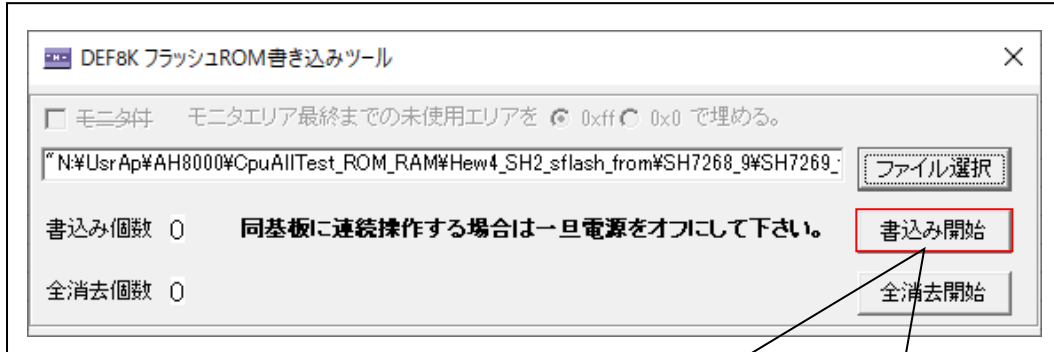 DEF8K フラッシュROM書き込みツール
モニタ付 モニタエリア最終までの未使用エリアを 0xff 0x0 で埋める。
"N:¥UsrAp¥AH8000¥CpuAllTest_ROM_RAM¥Hew4_SH2_sflash_from¥SH7268_9¥SH7269_ ファイル選択
書込み個数 0 同基板に連続操作する場合は一旦電源をオフにして下さい。 書込み開始
全消去個数 0 全消去開始